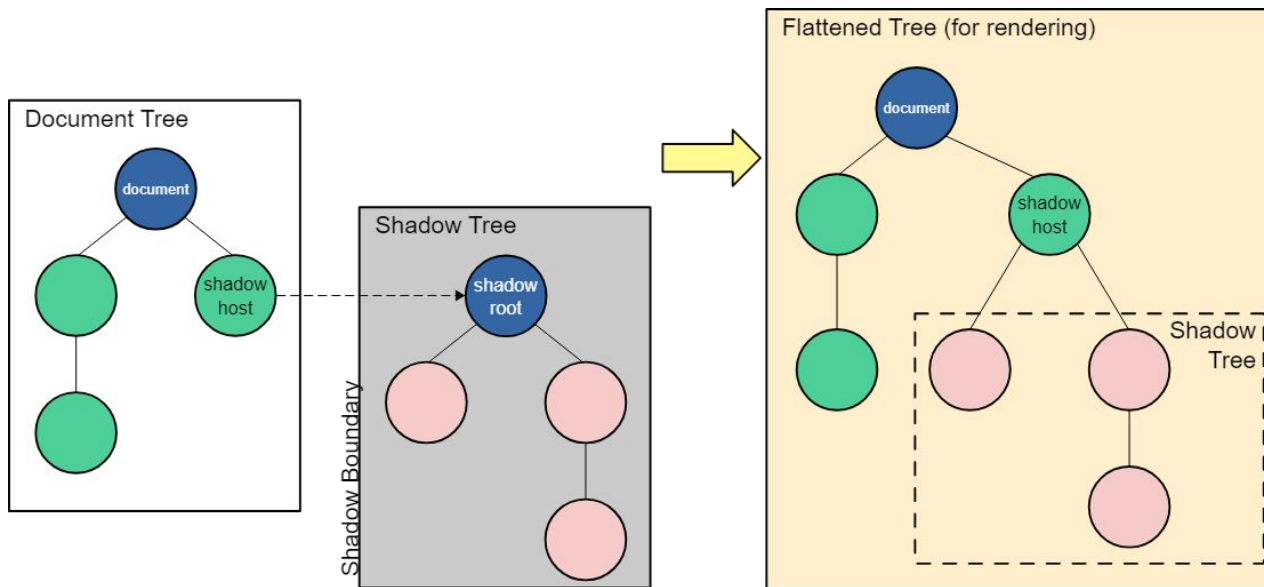 Document Tree
document
shadow
host
Shadow Boundary
Shadow Tree
shadow
root
Flattened Tree (for rendering)
document
shadow
host
Shadow
Tree